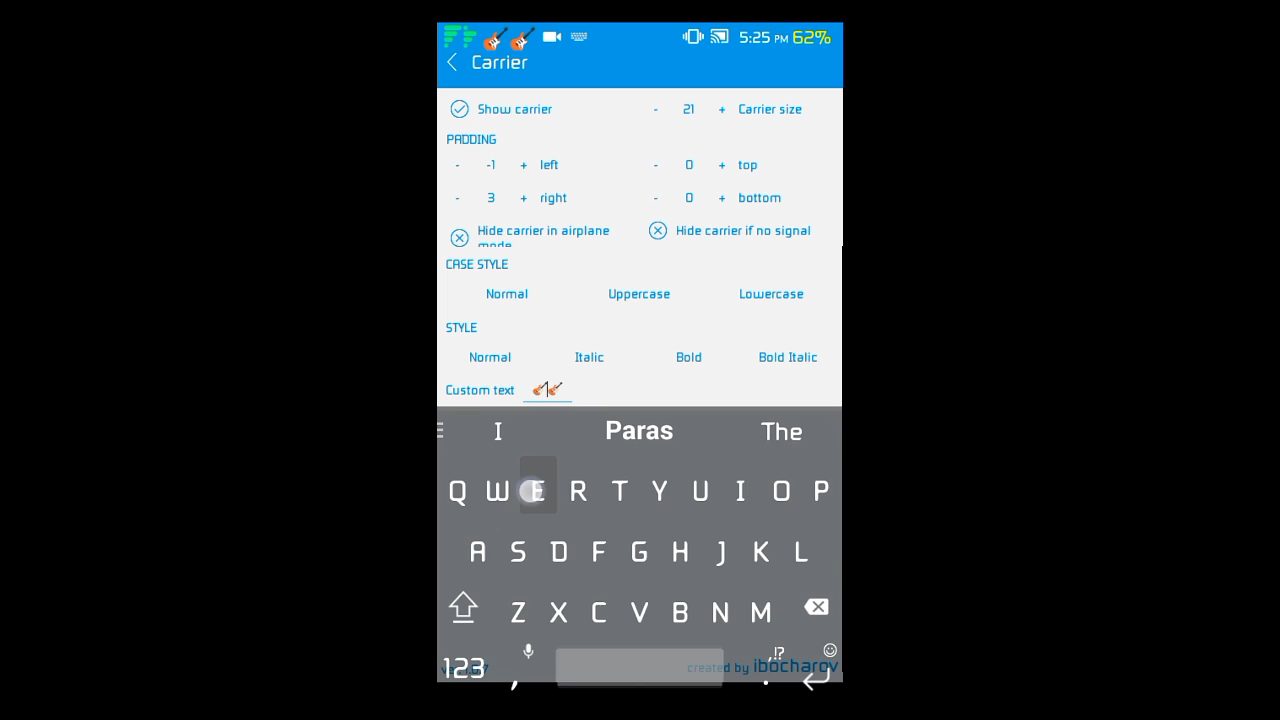 5:25 PM 62%
Carrier
Show carrier - 21 + Carrier size
PADDING
- -1 + left - 0 + top
- 3 + right - 0 + bottom
Hide carrier in airplane mode Hide carrier if no signal
CASE STYLE
Normal Uppercase Lowercase
STYLE
Normal Italic Bold Bold Italic
Custom text 🎸🎸
I Paras The
Q W E R T Y U I O P
A S D F G H J K L
Z X C V B N M
123 , . ,!?
created by ibocharov